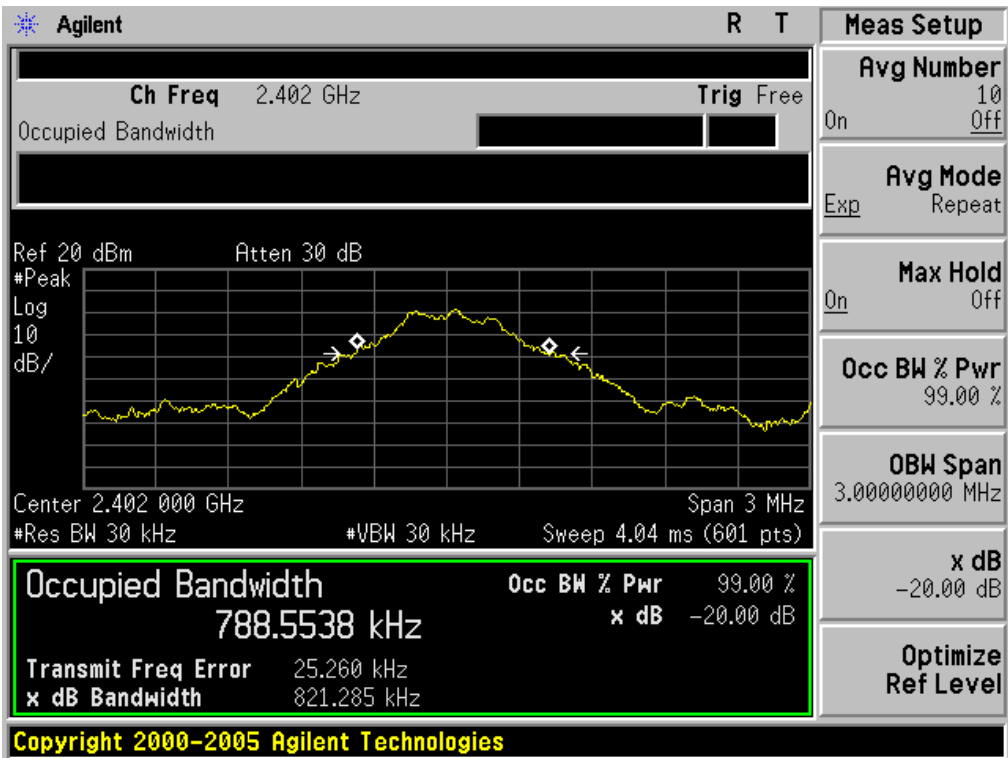 Agilent R T
Ch Freq 2.402 GHz Trig Free
Occupied Bandwidth
Ref 20 dBm Atten 30 dB
#Peak
Log
10
dB/
Center 2.402 000 GHz Span 3 MHz
#Res BW 30 kHz #VBW 30 kHz Sweep 4.04 ms (601 pts)
Occupied Bandwidth
788.5538 kHz
Occ BW % Pwr 99.00 %
x dB -20.00 dB
Transmit Freq Error 25.260 kHz
x dB Bandwidth 821.285 kHz
Copyright 2000-2005 Agilent Technologies
Meas Setup
Avg Number
10
On Off
Avg Mode
Exp Repeat
Max Hold
On Off
Occ BW % Pwr
99.00 %
OBW Span
3.00000000 MHz
x dB
-20.00 dB
Optimize
Ref Level